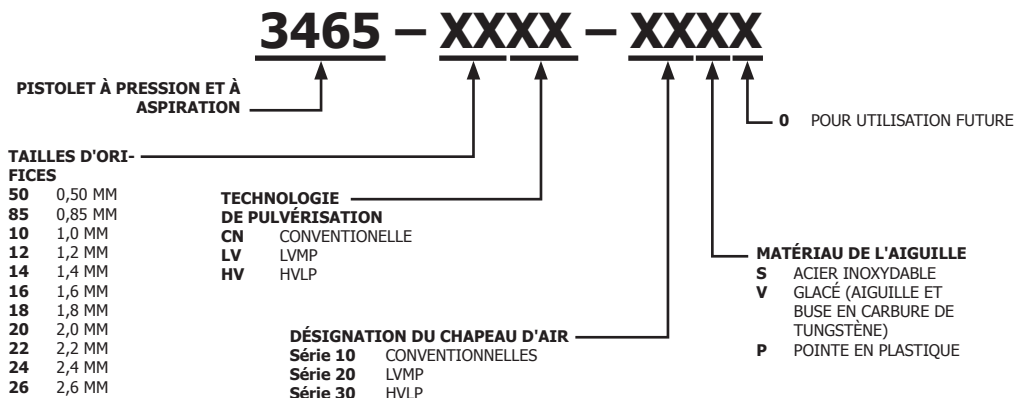 3465 – XXXX – XXXX
PISTOLET À PRESSION ET À
ASPIRATION
0 POUR UTILISATION FUTURE
TAILLES D'ORI-
FICES
50 0,50 MM
85 0,85 MM
10 1,0 MM
12 1,2 MM
14 1,4 MM
16 1,6 MM
18 1,8 MM
20 2,0 MM
22 2,2 MM
24 2,4 MM
26 2,6 MM
TECHNOLOGIE
DE PULVÉRISATION
CN CONVENTIONELLE
LV LVMP
HV HVLP
DÉSIGNATION DU CHAPEAU D'AIR
Série 10 CONVENTIONNELLES
Série 20 LVMP
Série 30 HVLP
MATÉRIAU DE L'AIGUILLE
S ACIER INOXYDABLE
V GLACÉ (AIGUILLE ET
BUSE EN CARBURE DE
TUNGSTÈNE)
P POINTE EN PLASTIQUE